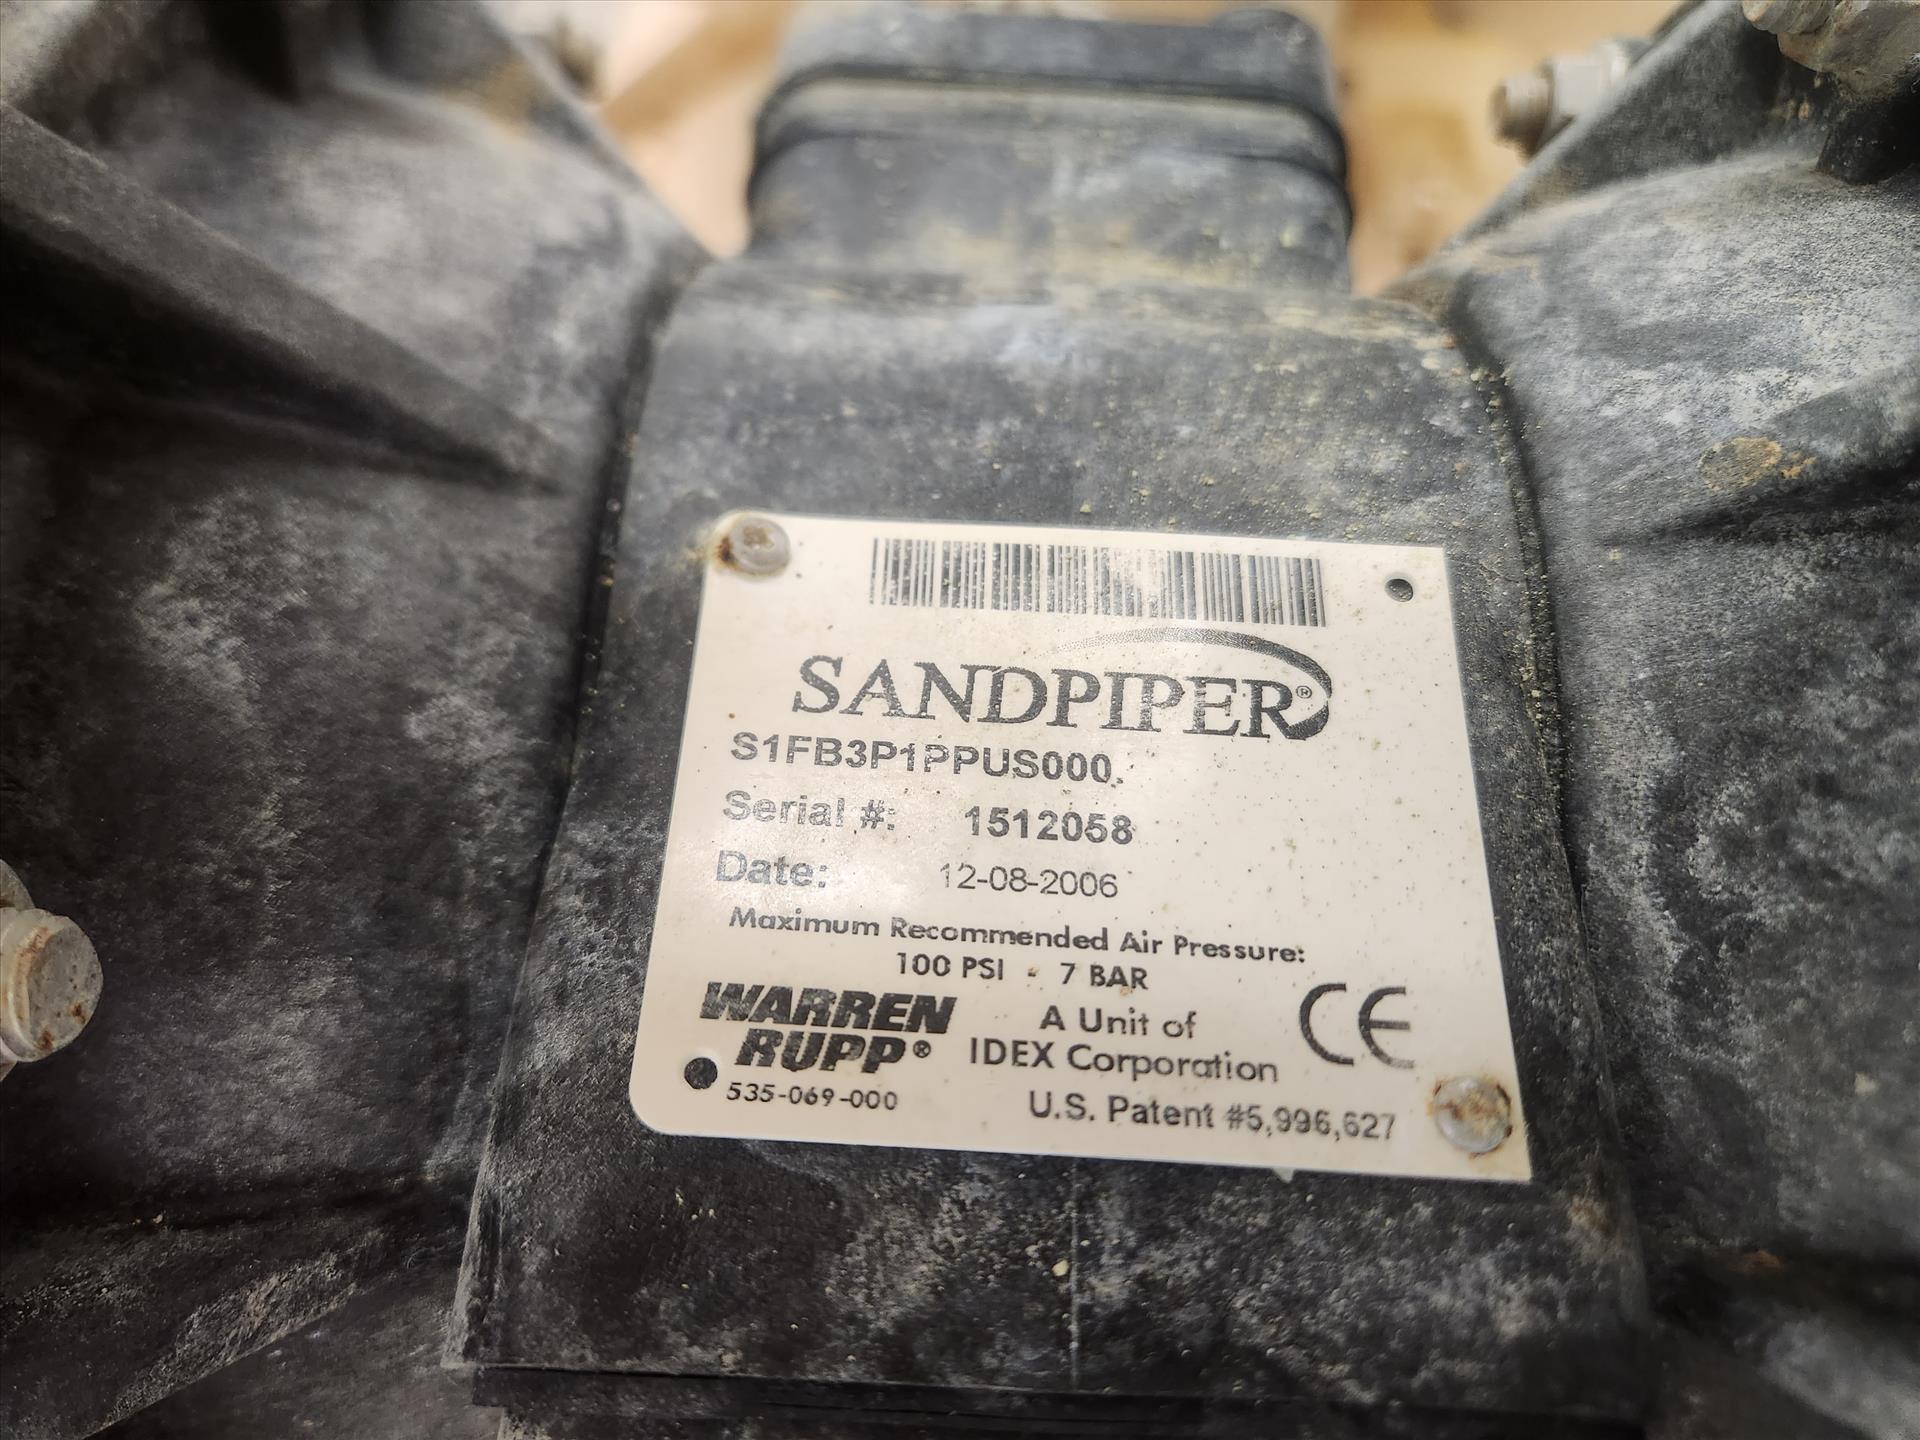 SANDPIPER®
S1FB3P1PPUS000.
Serial #: 1512058
Date: 12-08-2006
Maximum Recommended Air Pressure:
100 PSI - 7 BAR
WARREN RUPP®
A Unit of
IDEX Corporation
CE
535-069-000
U.S. Patent #5,996,627